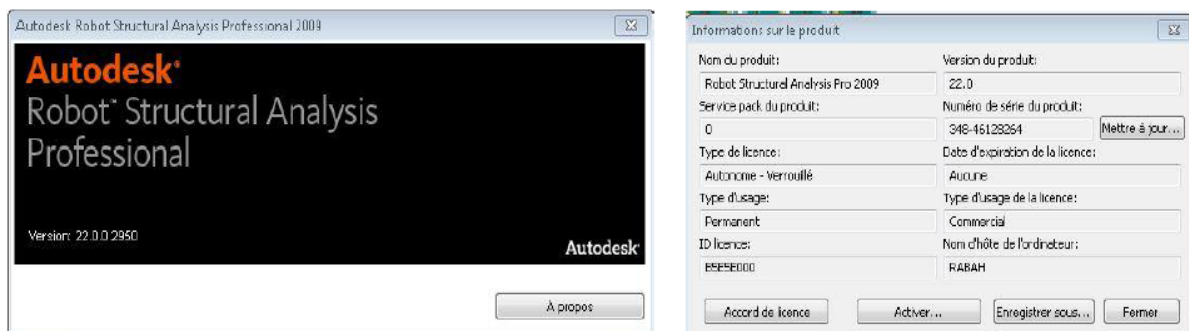 Autodesk Robot Structural Analysis Professional 2009
Autodesk®
Robot™ Structural Analysis
Professional
Version: 22.0.0.2950
Autodesk
À propos
Informations sur le produit
Nom du produit:
Version du produit:
Robot Structural Analysis Pro 2009
22.0
Service pack du produit:
Numéro de série du produit:
0
348-46128264
Mettre à jour...
Type de licence:
Date d'expiration de la licence:
Autonome - Verrouillé
Aucune
Type d'usage:
Type d'usage de la licence:
Permanent
Commercial
ID licence:
Nom d'hôte de l'ordinateur:
RABAH
Accord de licence
Activer...
Enregistrer sous...
Fermer